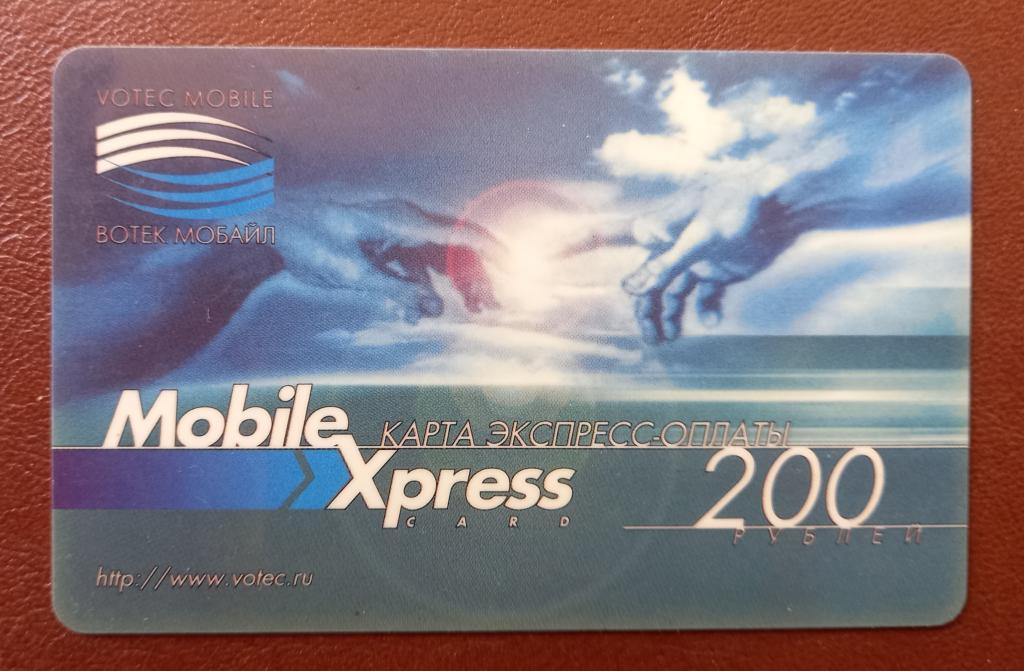 VOTEC MOBILE
ВОТЕК МОБАЙЛ
Mobile
КАРТА ЭКСПРЕСС-ОПЛАТЫ
Xpress
CARD
200
РУБЛЕЙ
http://www.votec.ru